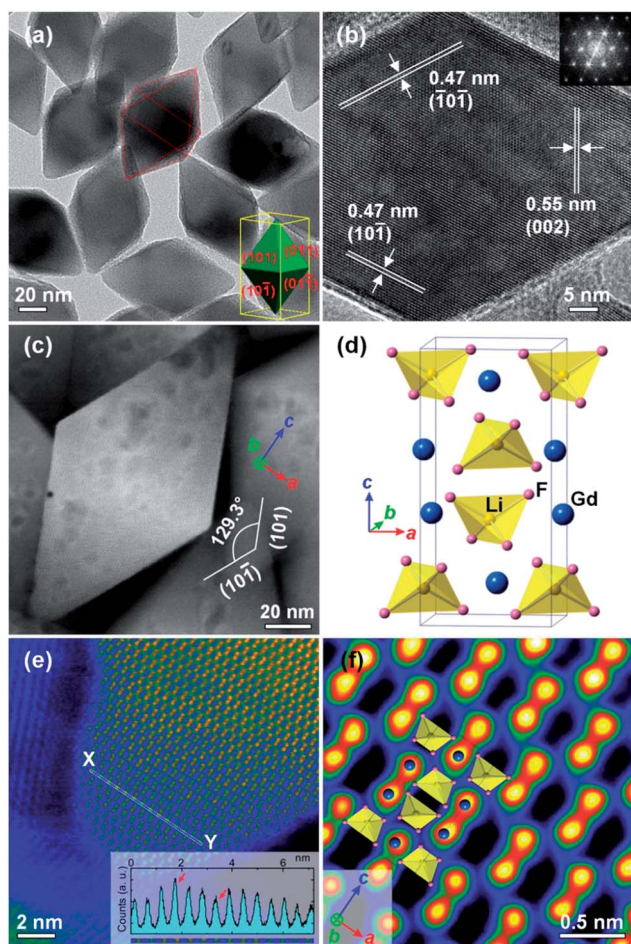 (a)
(101)
(011)
(10̅1̅)
20 nm
(b)
0.47 nm
(1̅01̅)
0.47 nm
(101̅)
0.55 nm
(002)
5 nm
(c)
b
c
a
129.3°
(101)
(101̅)
20 nm
(d)
c
b
a
Li
F
Gd
(e)
X
Y
0 2 4 6 nm
Counts (a. u.)
2 nm
(f)
c
b
a
0.5 nm